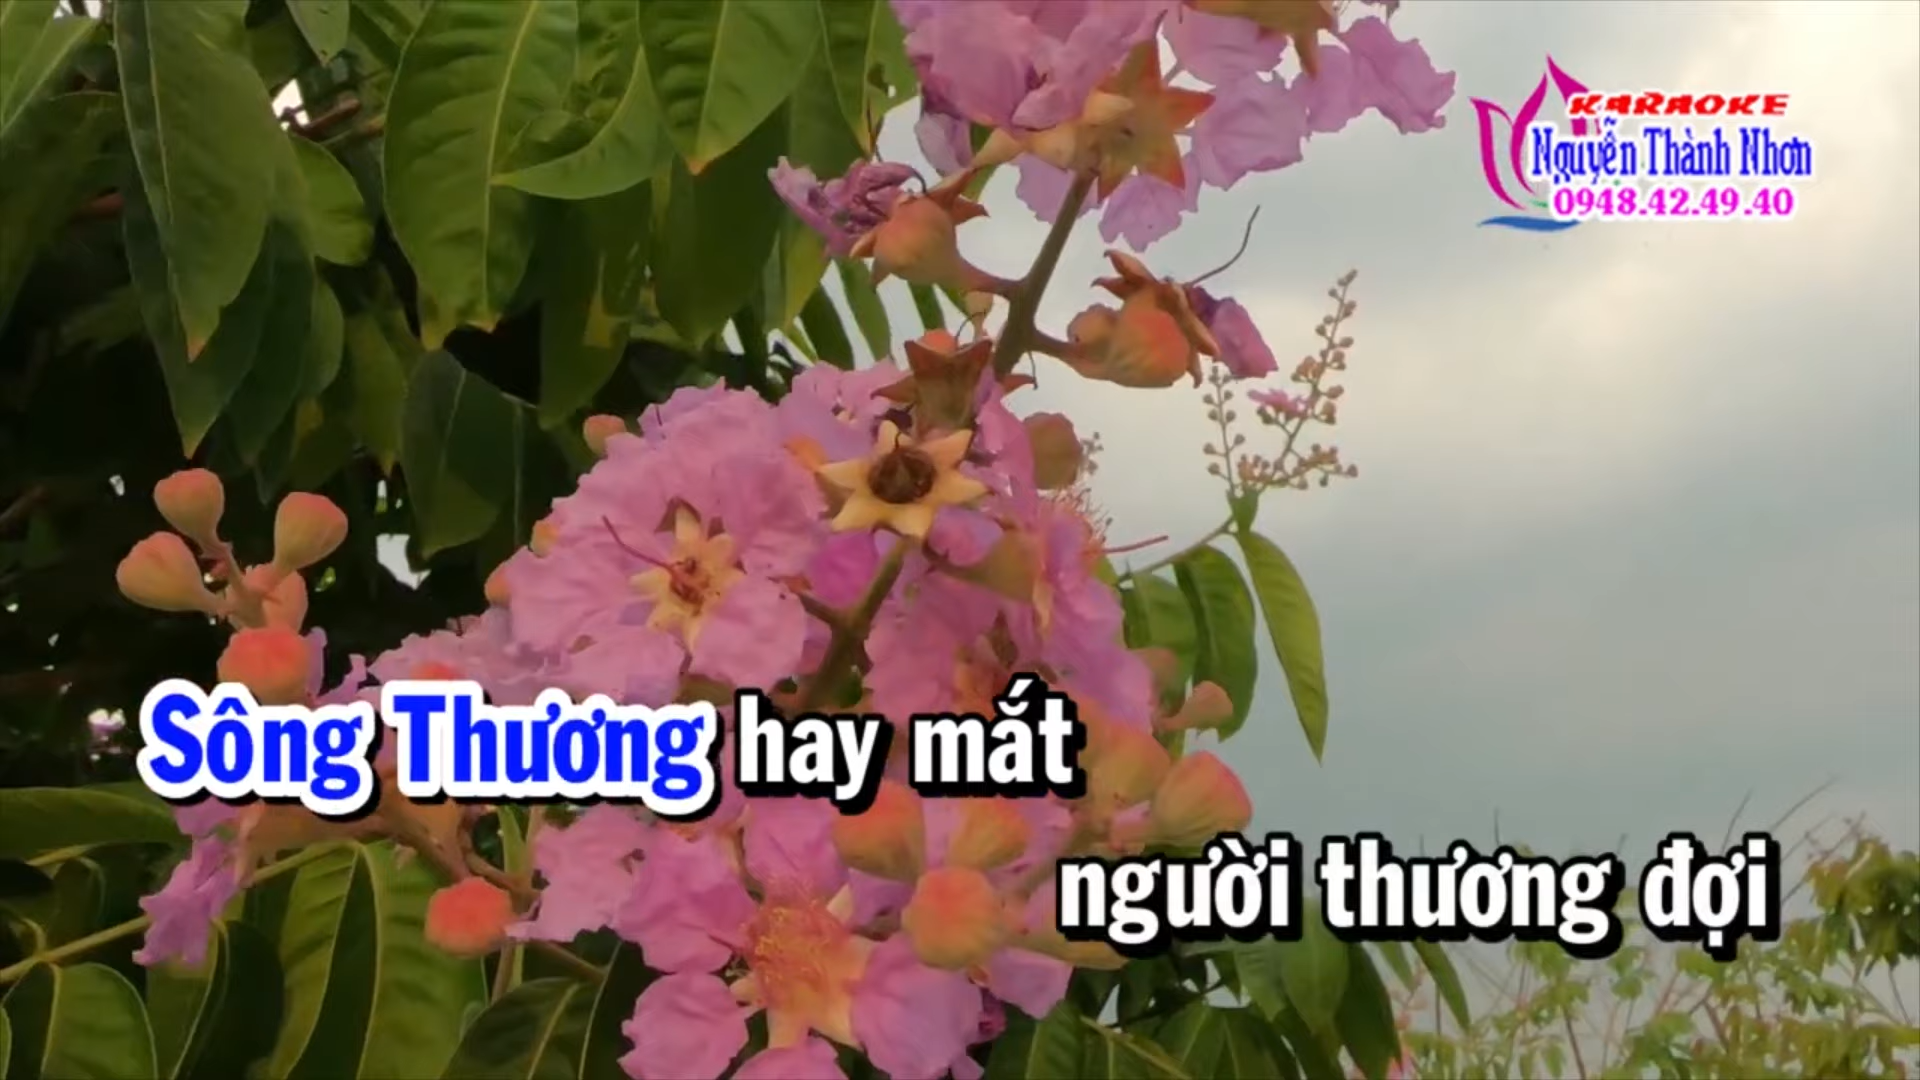 KARAOKE
Nguyễn Thành Nhơn
0948.42.49.40
Sông Thương hay mắt
người thương đợi